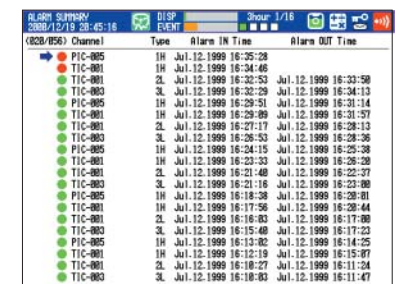 ALARM SUMMARY DISP 3hour 1/16
2008/12/19 20:45:16 EVENT
(028/056) Channel Type Alarm IN Time Alarm OUT Time
PIC-005 1H Jul.12.1999 16:35:28
TIC-001 1H Jul.12.1999 16:34:46
TIC-001 2L Jul.12.1999 16:32:53 Jul.12.1999 16:33:50
TIC-003 3L Jul.12.1999 16:32:29 Jul.12.1999 16:34:13
PIC-005 1H Jul.12.1999 16:29:51 Jul.12.1999 16:31:14
TIC-001 1H Jul.12.1999 16:29:09 Jul.12.1999 16:31:57
TIC-001 2L Jul.12.1999 16:27:17 Jul.12.1999 16:28:13
TIC-003 3L Jul.12.1999 16:26:53 Jul.12.1999 16:28:36
PIC-005 1H Jul.12.1999 16:24:15 Jul.12.1999 16:25:38
TIC-001 1H Jul.12.1999 16:23:33 Jul.12.1999 16:26:20
TIC-001 2L Jul.12.1999 16:21:40 Jul.12.1999 16:22:37
TIC-003 3L Jul.12.1999 16:21:16 Jul.12.1999 16:23:00
PIC-005 1H Jul.12.1999 16:18:38 Jul.12.1999 16:20:01
TIC-001 1H Jul.12.1999 16:17:56 Jul.12.1999 16:20:44
TIC-001 2L Jul.12.1999 16:16:03 Jul.12.1999 16:17:00
TIC-003 3L Jul.12.1999 16:15:40 Jul.12.1999 16:17:23
PIC-005 1H Jul.12.1999 16:13:02 Jul.12.1999 16:14:25
TIC-001 1H Jul.12.1999 16:12:19 Jul.12.1999 16:15:07
TIC-001 2L Jul.12.1999 16:10:27 Jul.12.1999 16:11:24
TIC-003 3L Jul.12.1999 16:10:03 Jul.12.1999 16:11:47